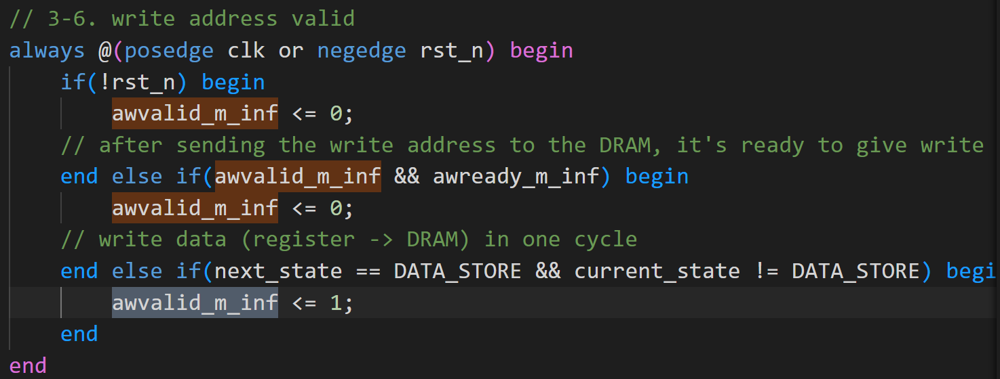 // 3-6. write address valid
always @(posedge clk or negedge rst_n) begin
if(!rst_n) begin
awvalid_m_inf <= 0;
// after sending the write address to the DRAM, it's ready to give write
end else if(awvalid_m_inf && awready_m_inf) begin
awvalid_m_inf <= 0;
// write data (register -> DRAM) in one cycle
end else if(next_state == DATA_STORE && current_state != DATA_STORE) begi
awvalid_m_inf <= 1;
end
end